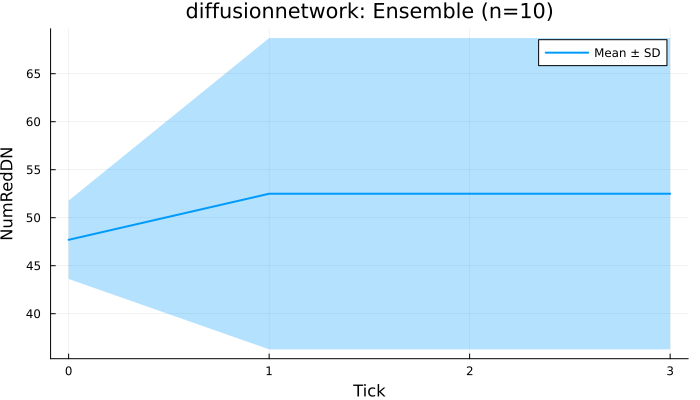 diffusionnetwork: Ensemble (n=10)
Mean ± SD
NumRedDN
65
60
55
50
45
40
0 1 2 3
Tick